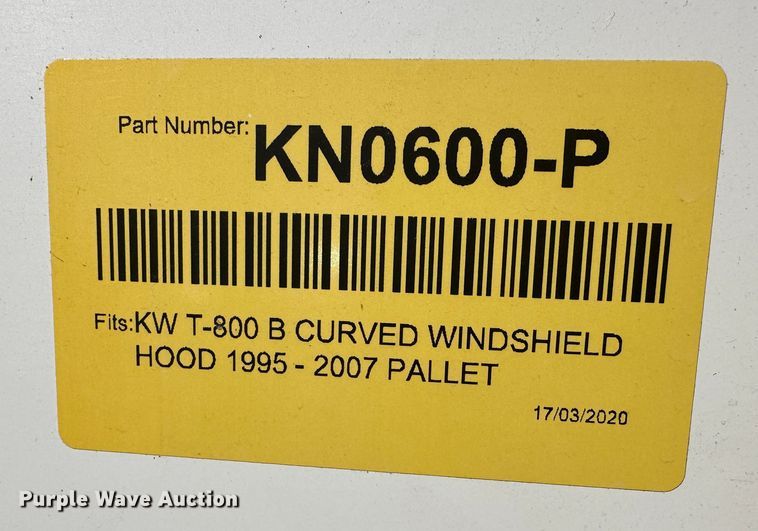 Part Number: KN0600-P
Fits:KW T-800 B CURVED WINDSHIELD
HOOD 1995 - 2007 PALLET
17/03/2020
Purple Wave Auction